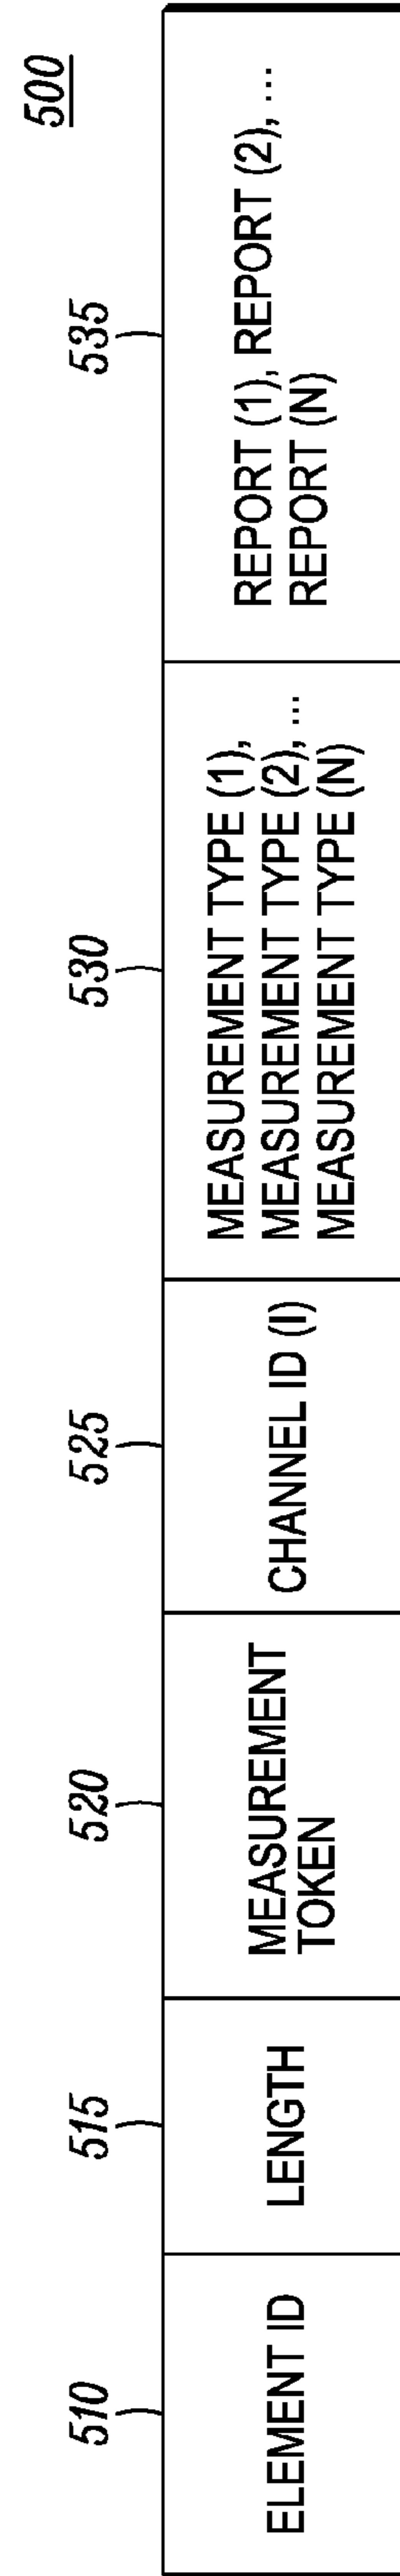 500
510
515
520
525
530
535
ELEMENT ID
LENGTH
MEASUREMENT
TOKEN
CHANNEL ID (I)
MEASUREMENT TYPE (1),
MEASUREMENT TYPE (2), ...
MEASUREMENT TYPE (N)
REPORT (1), REPORT (2), ...
REPORT (N)